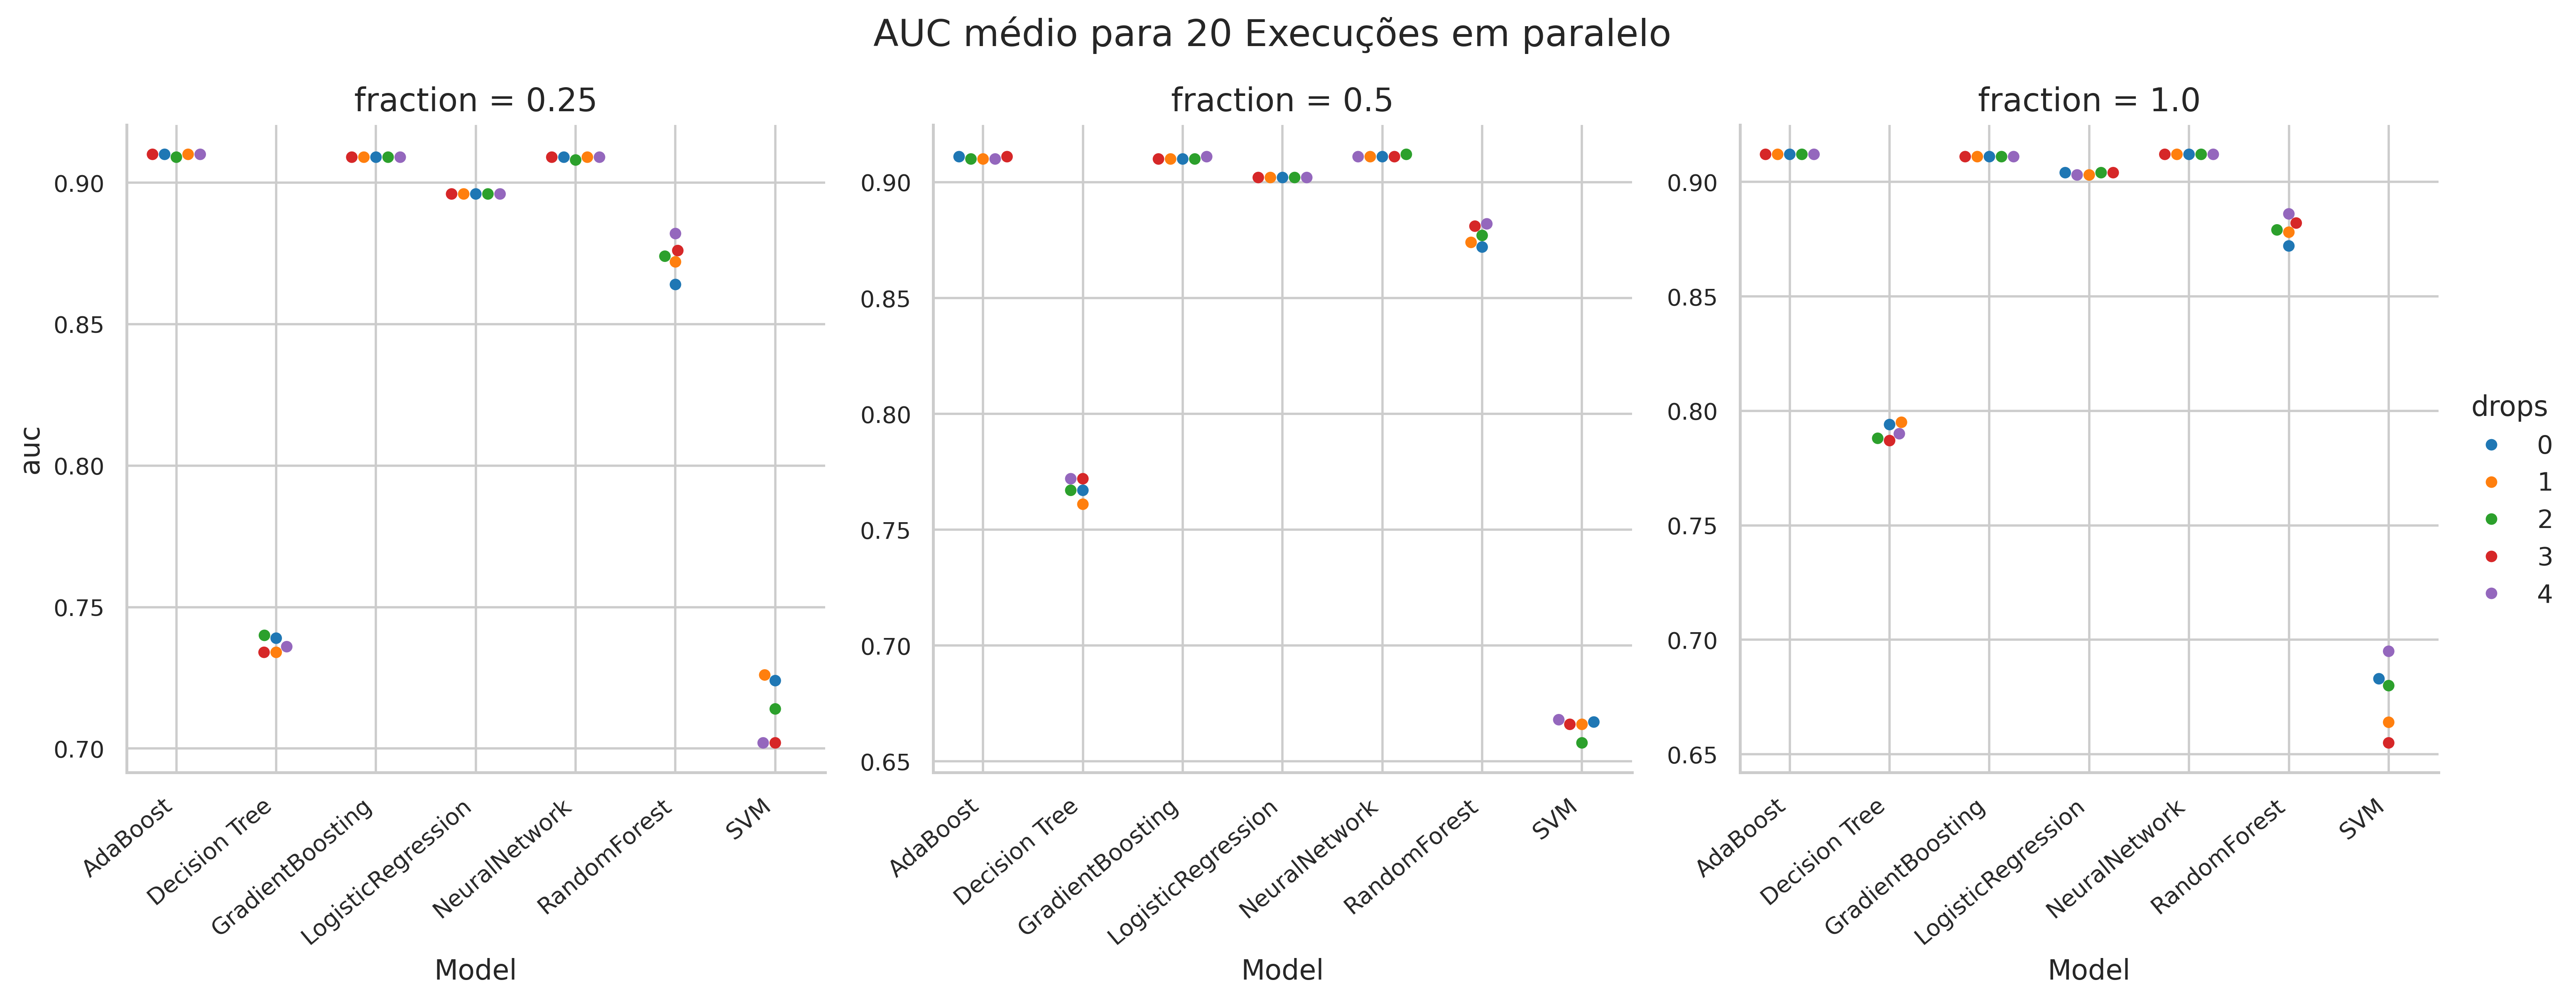 AUC médio para 20 Execuções em paralelo
fraction = 0.25
auc
0.90
0.85
0.80
0.75
0.70
AdaBoost
Decision Tree
GradientBoosting
LogisticRegression
NeuralNetwork
RandomForest
SVM
Model
fraction = 0.5
0.90
0.85
0.80
0.75
0.70
0.65
AdaBoost
Decision Tree
GradientBoosting
LogisticRegression
NeuralNetwork
RandomForest
SVM
Model
fraction = 1.0
0.90
0.85
0.80
0.75
0.70
0.65
AdaBoost
Decision Tree
GradientBoosting
LogisticRegression
NeuralNetwork
RandomForest
SVM
Model
drops
0
1
2
3
4